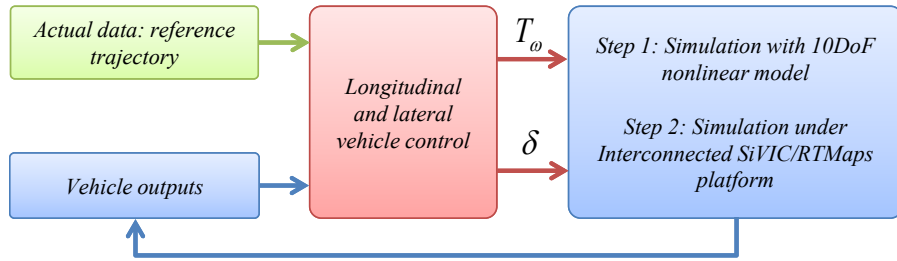 Actual data: reference
trajectory
Vehicle outputs
Longitudinal
and lateral
vehicle control
T_ω
δ
Step 1: Simulation with 10DoF
nonlinear model
Step 2: Simulation under
Interconnected SiVIC/RTMaps
platform